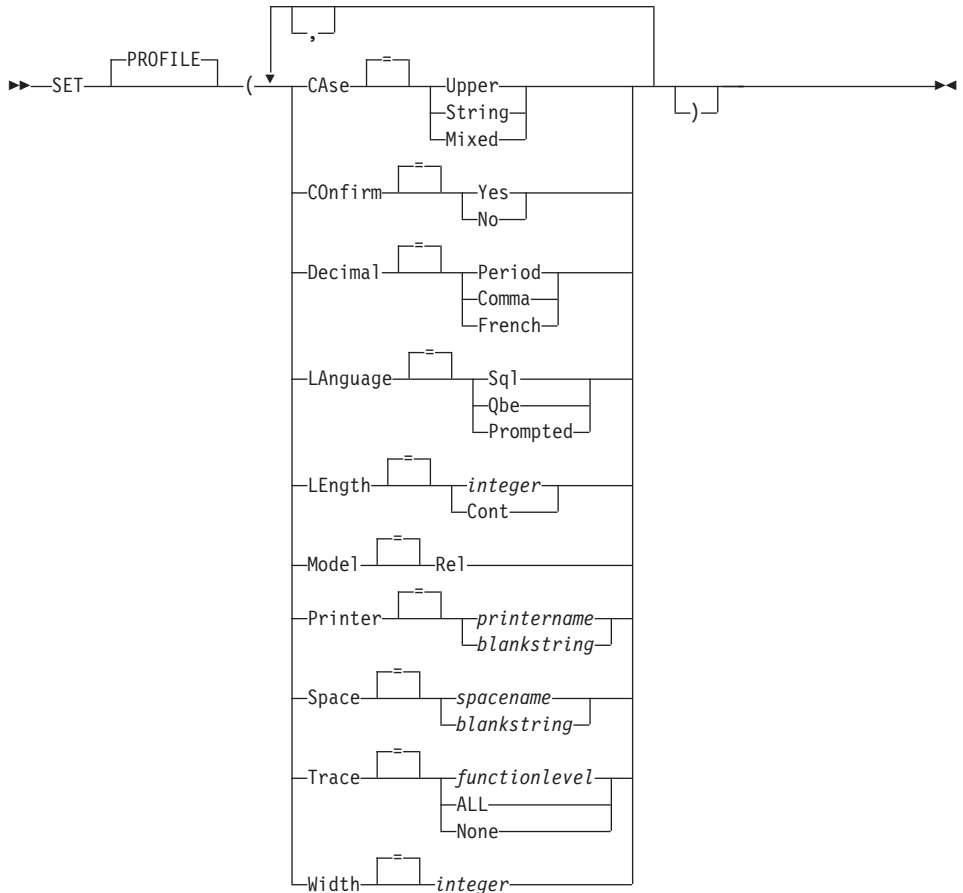 ,
PROFILE
SET ( CAse = Upper )
String
Mixed
COnfirm = Yes
No
Decimal = Period
Comma
French
LAnguage = Sql
Qbe
Prompted
LEngth = integer
Cont
Model = Rel
Printer = printername
blankstring
Space = spacename
blankstring
Trace = functionlevel
ALL
None
Width = integer